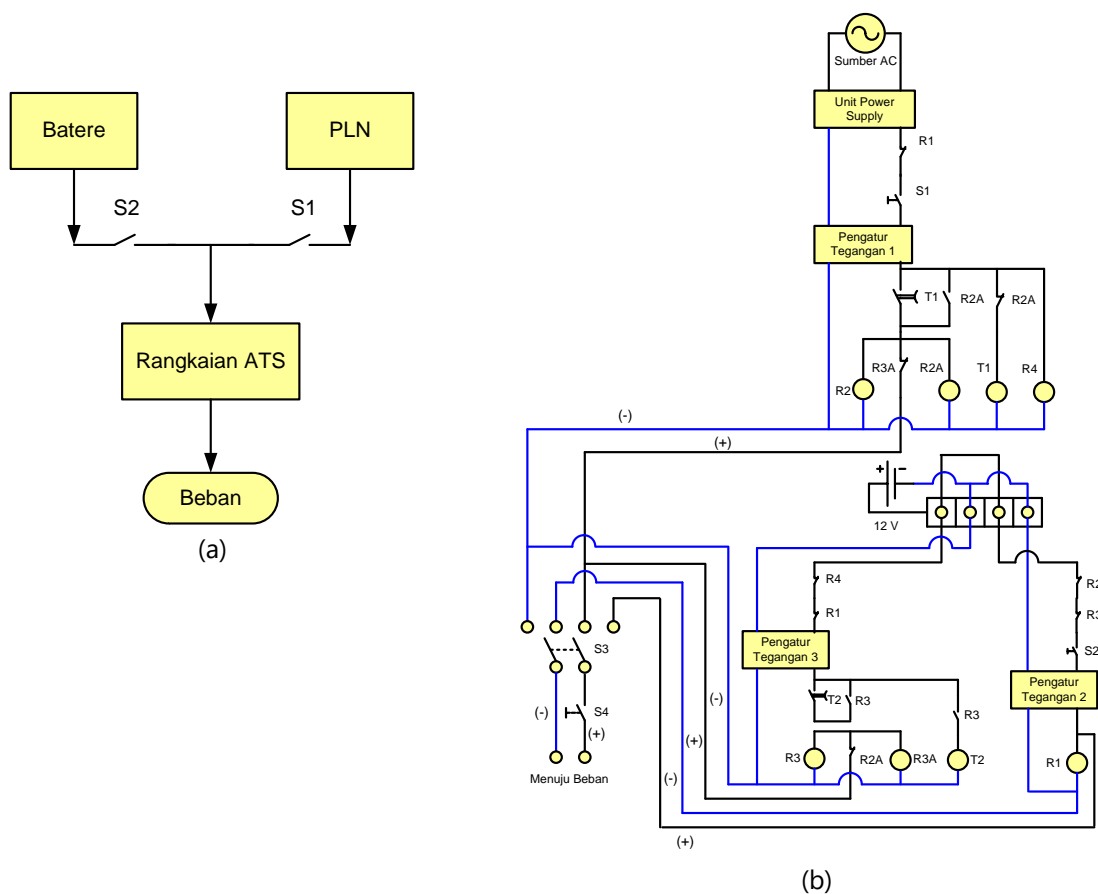 Batere
PLN
S2
S1
Rangkaian ATS
Beban
(a)
Sumber AC
Unit Power
Supply
R1
S1
Pengatur
Tegangan 1
T1
R2A
R2A
R3A
R2
R2A
T1
R4
(-)
(+)
+
-
12 V
R4
R1
R2
R3
S2
Pengatur
Tegangan 3
Pengatur
Tegangan 2
S3
S4
(-)
(+)
Menuju Beban
(-)
(+)
(-)
T2
R3
R3
R3
R2A
R3A
T2
R1
(+)
(b)